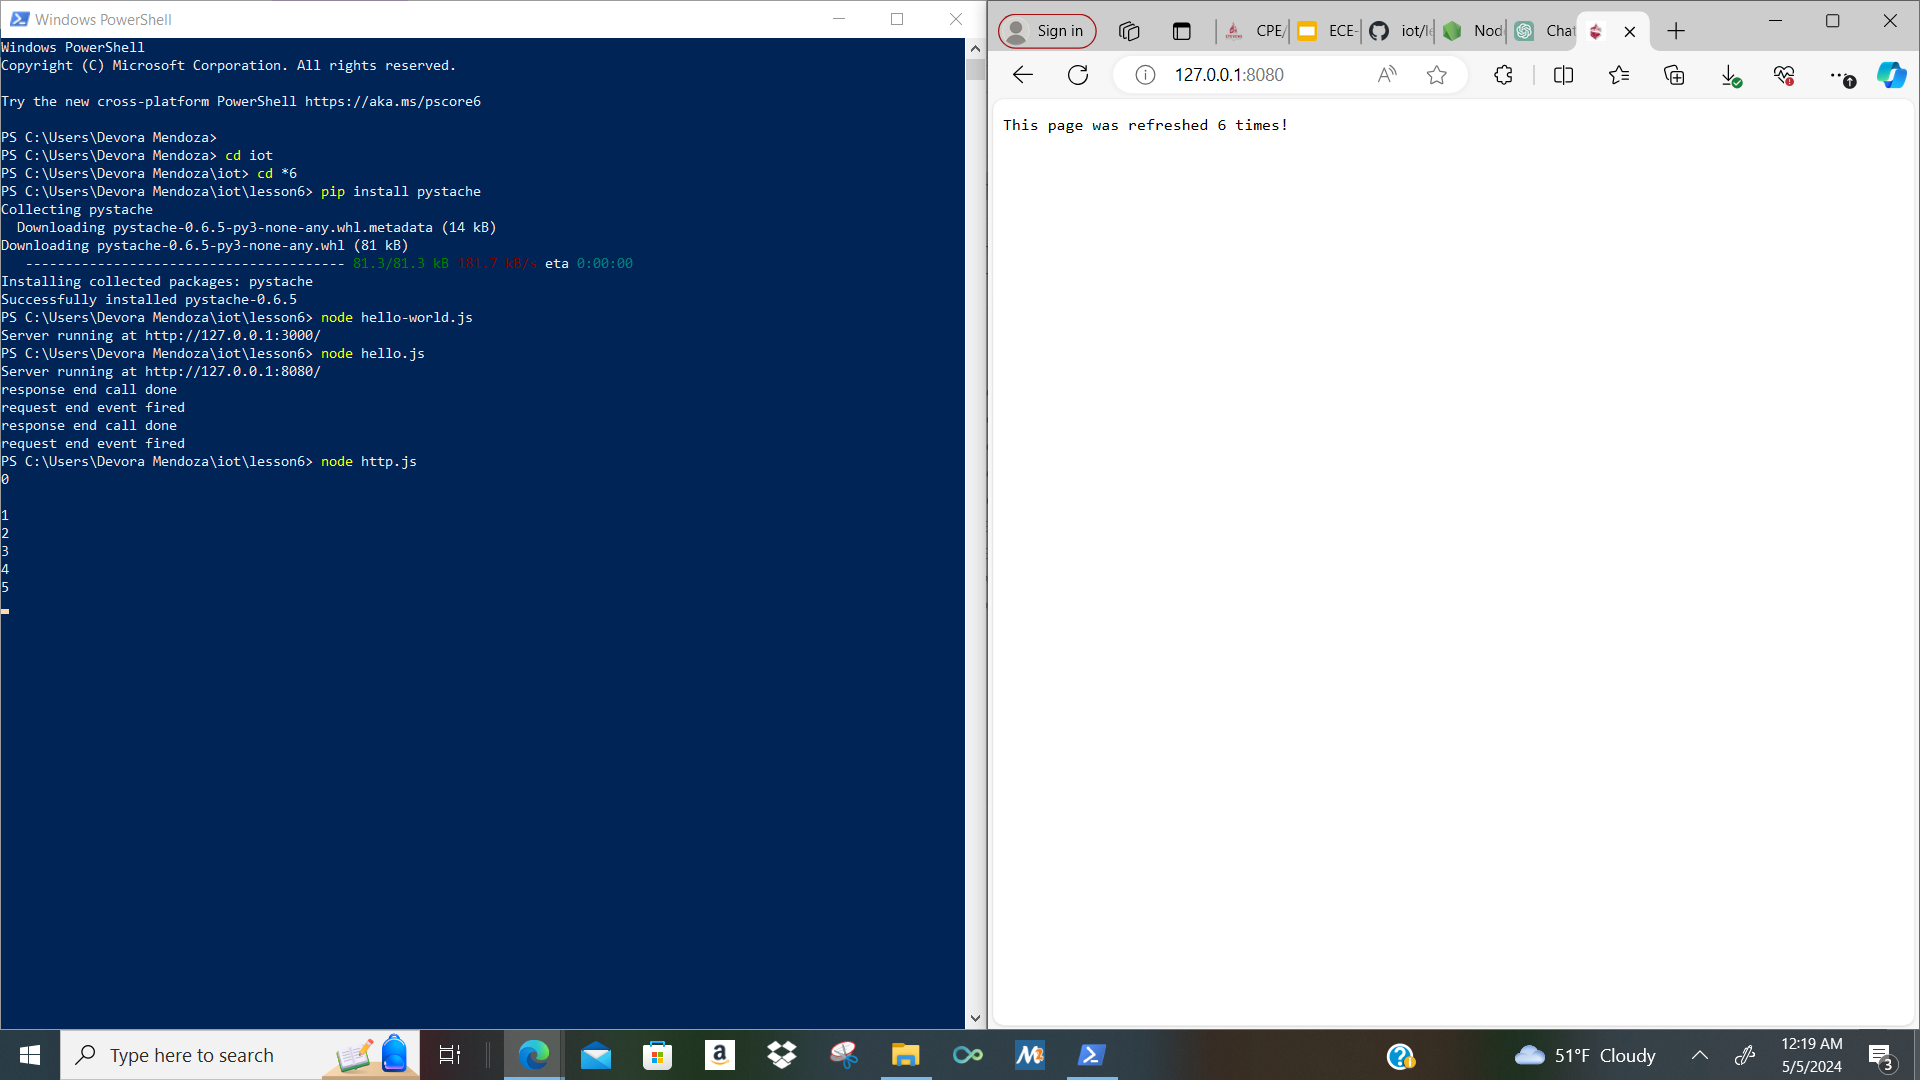 Windows PowerShell
Windows PowerShell
Copyright (C) Microsoft Corporation. All rights reserved.
Try the new cross-platform PowerShell https://aka.ms/pscore6
PS C:\Users\Devora Mendoza>
PS C:\Users\Devora Mendoza> cd iot
PS C:\Users\Devora Mendoza\iot> cd *6
PS C:\Users\Devora Mendoza\iot\lesson6> pip install pystache
Collecting pystache
  Downloading pystache-0.6.5-py3-none-any.whl.metadata (14 kB)
Downloading pystache-0.6.5-py3-none-any.whl (81 kB)
   ---------------------------------------- 81.3/81.3 kB 181.7 kB/s eta 0:00:00
Installing collected packages: pystache
Successfully installed pystache-0.6.5
PS C:\Users\Devora Mendoza\iot\lesson6> node hello-world.js
Server running at http://127.0.0.1:3000/
PS C:\Users\Devora Mendoza\iot\lesson6> node hello.js
Server running at http://127.0.0.1:8080/
response end call done
request end event fired
response end call done
request end event fired
PS C:\Users\Devora Mendoza\iot\lesson6> node http.js
0
1
2
3
4
5
Sign in
CPE/
ECE-
iot/le
Nod
Chat
127.0.0.1:8080
This page was refreshed 6 times!
Type here to search
51°F Cloudy
12:19 AM
5/5/2024
3